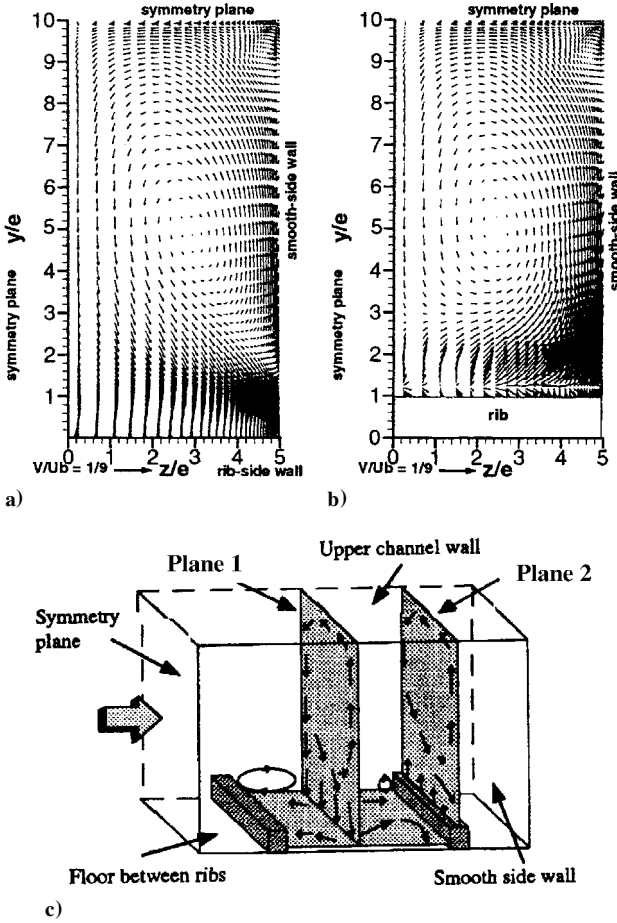 symmetry plane
10
9
8
7
6
5
4
3
2
1
0
y/e
symmetry plane
smooth-side wall
0 1 2 3 4 5
V/Ub = 1/9
z/e
rib-side wall
a)
symmetry plane
10
9
8
7
6
5
4
3
2
1
0
y/e
symmetry plane
smooth-side wall
rib
0 1 2 3 4 5
V/Ub = 1/9
z/e
b)
Upper channel wall
Plane 1
Plane 2
Symmetry
plane
Floor between ribs
Smooth side wall
c)